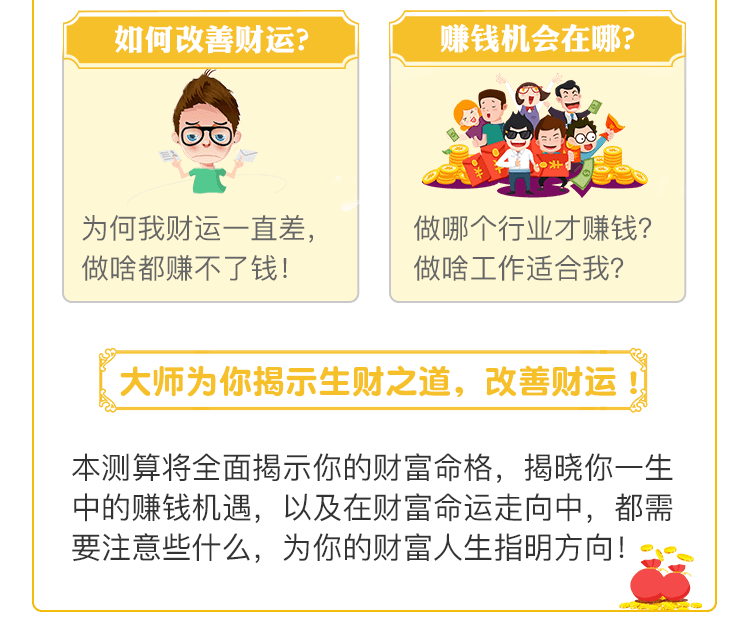 如何改善财运?
赚钱机会在哪?
为何我财运一直差，
做啥都赚不了钱！
做哪个行业才赚钱？
做啥工作适合我？
大师为你揭示生财之道，改善财运！
本测算将全面揭示你的财富命格，揭晓你一生
中的赚钱机遇，以及在财富命运走向中，都需
要注意些什么，为你的财富人生指明方向！